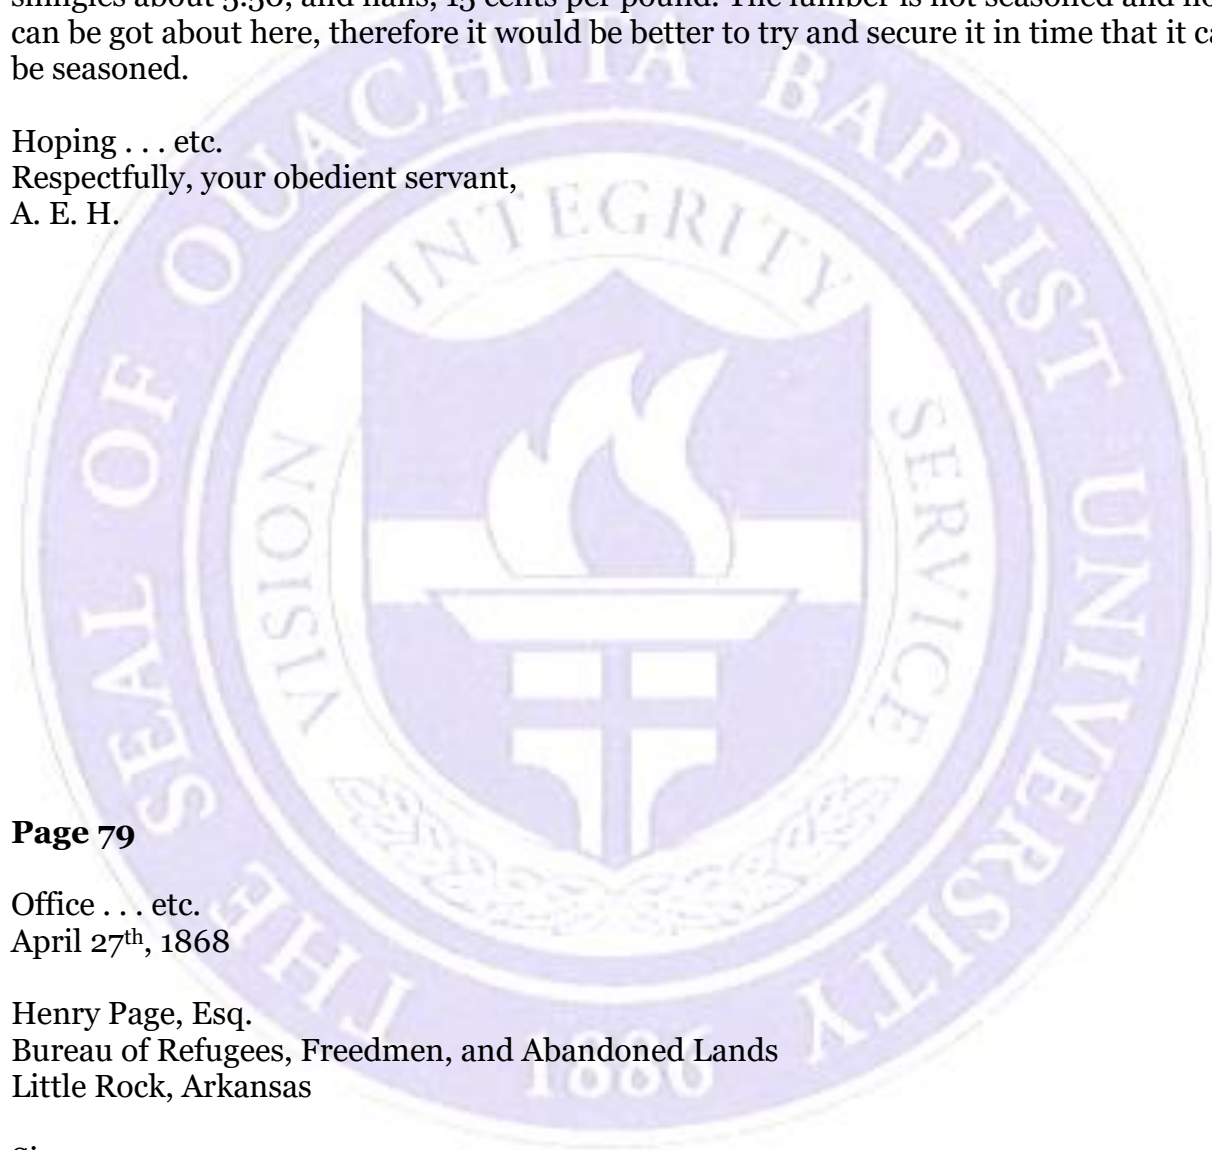 shingles about 5.50, and nails, 15 cents per pound. The lumber is not seasoned and
can be got about here, therefore it would be better to try and secure it in time that it
be seasoned.
Hoping . . . etc.
Respectfully, your obedient servant,
A. E. H.
THE SEAL OF OUACHITA BAPTIST UNIVERSITY
VISION INTEGRITY SERVICE
1886
Page 79
Office . . . etc.
April 27th, 1868
Henry Page, Esq.
Bureau of Refugees, Freedmen, and Abandoned Lands
Little Rock, Arkansas